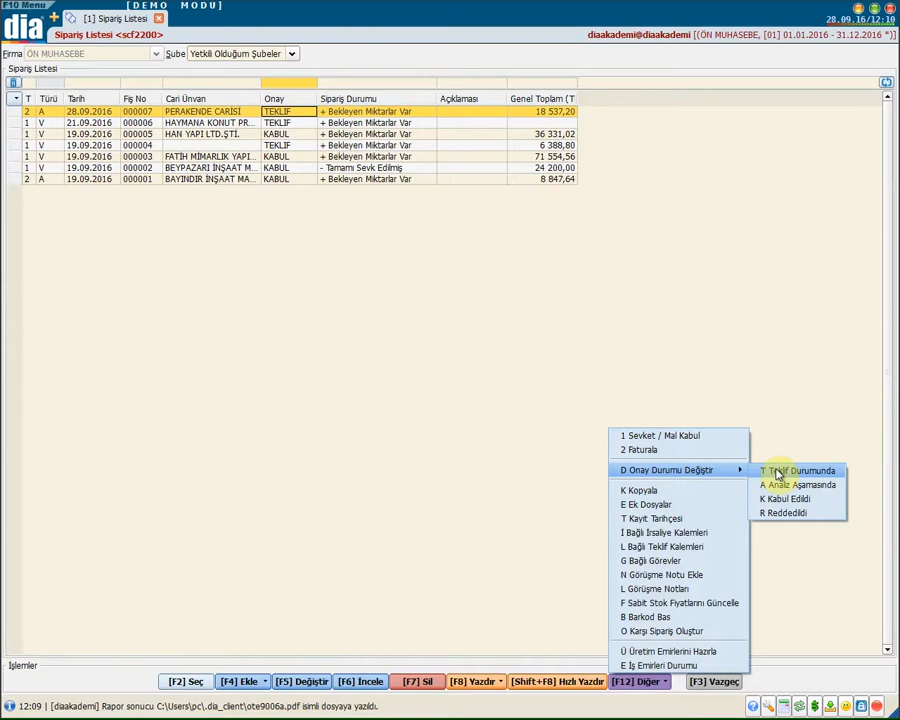 F10 Menu
[DEMO MODU]
dia
[1] Sipariş Listesi
28.09.16/12:10
Sipariş Listesi <scf2200>
diaakademi@diaakademi [(ÖN MUHASEBE, [01] 01.01.2016 - 31.12.2016 *)]
Firma ÖN MUHASEBE Şube Yetkili Olduğum Şubeler
Sipariş Listesi
T Türü Tarih Fiş No Cari Ünvan Onay Sipariş Durumu Açıklaması Genel Toplam (T
2 A 28.09.2016 000007 PERAKENDE CARİSİ TEKLİF + Bekleyen Miktarlar Var 18 537,20
1 V 21.09.2016 000006 HAYMANA KONUT PR... TEKLİF + Bekleyen Miktarlar Var
1 V 19.09.2016 000005 HAN YAPI LTD.ŞTİ. KABUL + Bekleyen Miktarlar Var 36 331,02
V 19.09.2016 000004 KABUL + Bekleyen Miktarlar Var 6 388,80
1 V 19.09.2016 000003 FATİH MİMARLIK YAPI... KABUL + Bekleyen Miktarlar Var 71 554,56
1 V 19.09.2016 000002 BEYPAZARI İNŞAAT M... KABUL - Tamamı Sevk Edilmiş 24 200,00
2 A 19.09.2016 000001 BAYINDIR İNŞAAT MA... KABUL + Bekleyen Miktarlar Var 8 847,64
1 Sevket / Mal Kabul
2 Faturala
D Onay Durumu Değiştir
T Teklif Durumunda
A Analiz Aşamasında
K Kabul Edildi
R Reddedildi
K Kopyala
E Ek Dosyalar
T Kayıt Tarihçesi
İ Bağlı İrsaliye Kalemleri
L Bağlı Teklif Kalemleri
G Bağlı Görevler
N Görüşme Notu Ekle
L Görüşme Notları
F Sabit Stok Fiyatlarını Güncelle
B Barkod Bas
O Karşı Sipariş Oluştur
Ü Üretim Emirlerini Hazırla
E İş Emirleri Durumu
İşlemler
[F2] Seç [F4] Ekle [F5] Değiştir [F6] İncele [F7] Sil [F8] Yazdır [Shift+F8] Hızlı Yazdır [F12] Diğer [F3] Vazgeç
12:09 | [diaakademi] Rapor sonucu C:\Users\pc\.dia_client\ote9006a.pdf isimli dosyaya yazıldı.